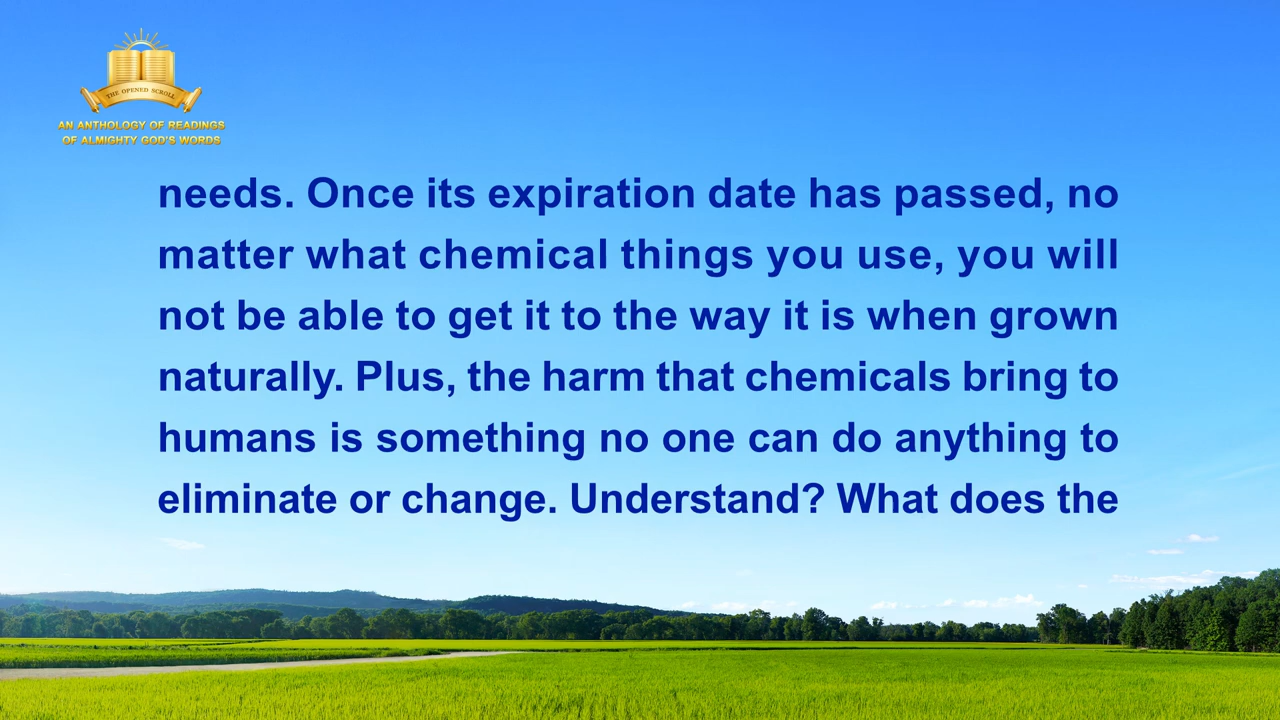 THE OPENED SCROLL
AN ANTHOLOGY OF READINGS
OF ALMIGHTY GOD'S WORDS
needs. Once its expiration date has passed, no
matter what chemical things you use, you will
not be able to get it to the way it is when grown
naturally. Plus, the harm that chemicals bring to
humans is something no one can do anything to
eliminate or change. Understand? What does the